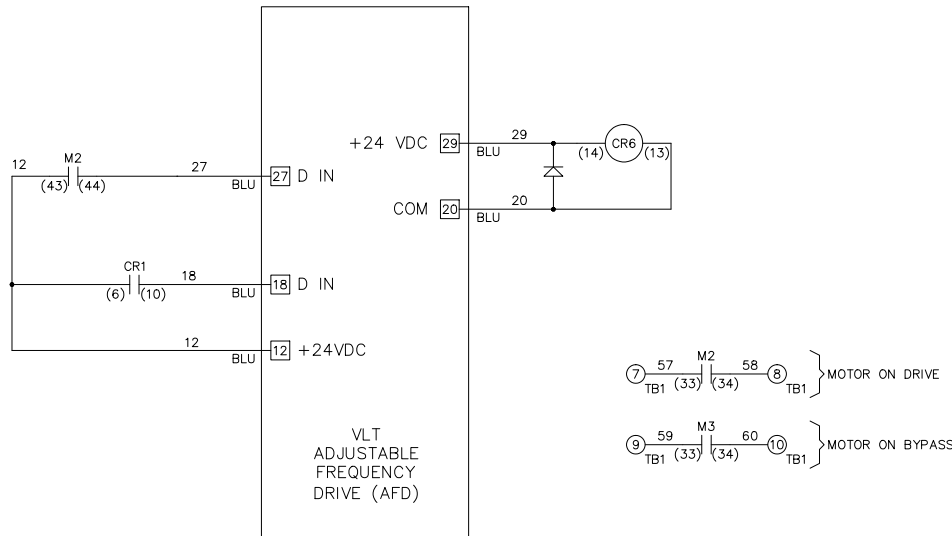 +24 VDC 29 29 BLU (14) CR6 (13)
12 M2 (43) (44) 27 BLU 27 D IN
COM 20 20 BLU
CR1 (6) (10) 18 BLU 18 D IN
12 BLU 12 +24VDC
7 TB1 57 M2 (33) (34) 58 8 TB1 MOTOR ON DRIVE
9 TB1 59 M3 (33) (34) 60 10 TB1 MOTOR ON BYPASS
VLT
ADJUSTABLE
FREQUENCY
DRIVE (AFD)